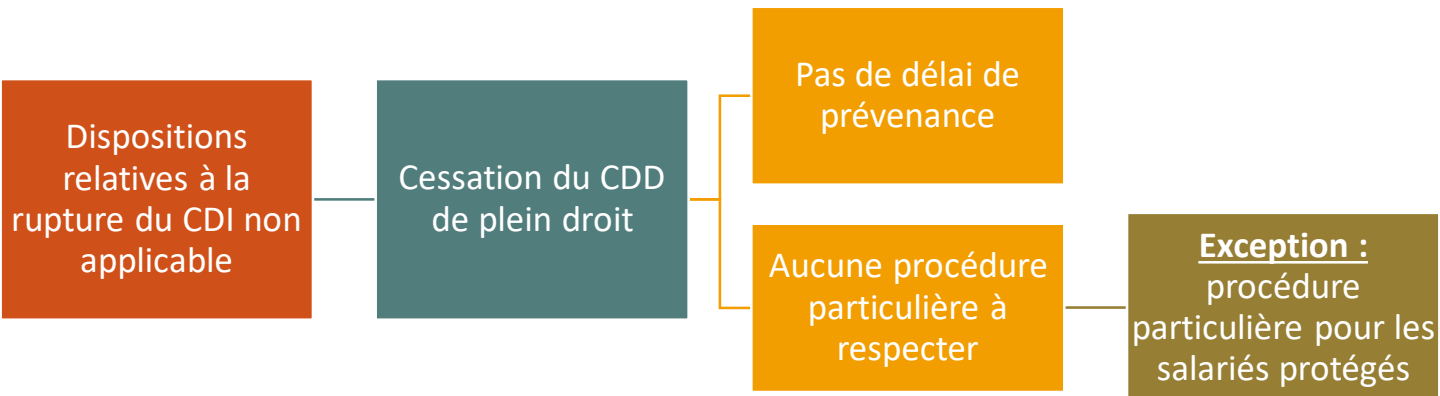 Dispositions
relatives à la
rupture du CDI non
applicable
Cessation du CDD
de plein droit
Pas de délai de
prévenance
Aucune procédure
particulière à
respecter
Exception :
procédure
particulière pour les
salariés protégés